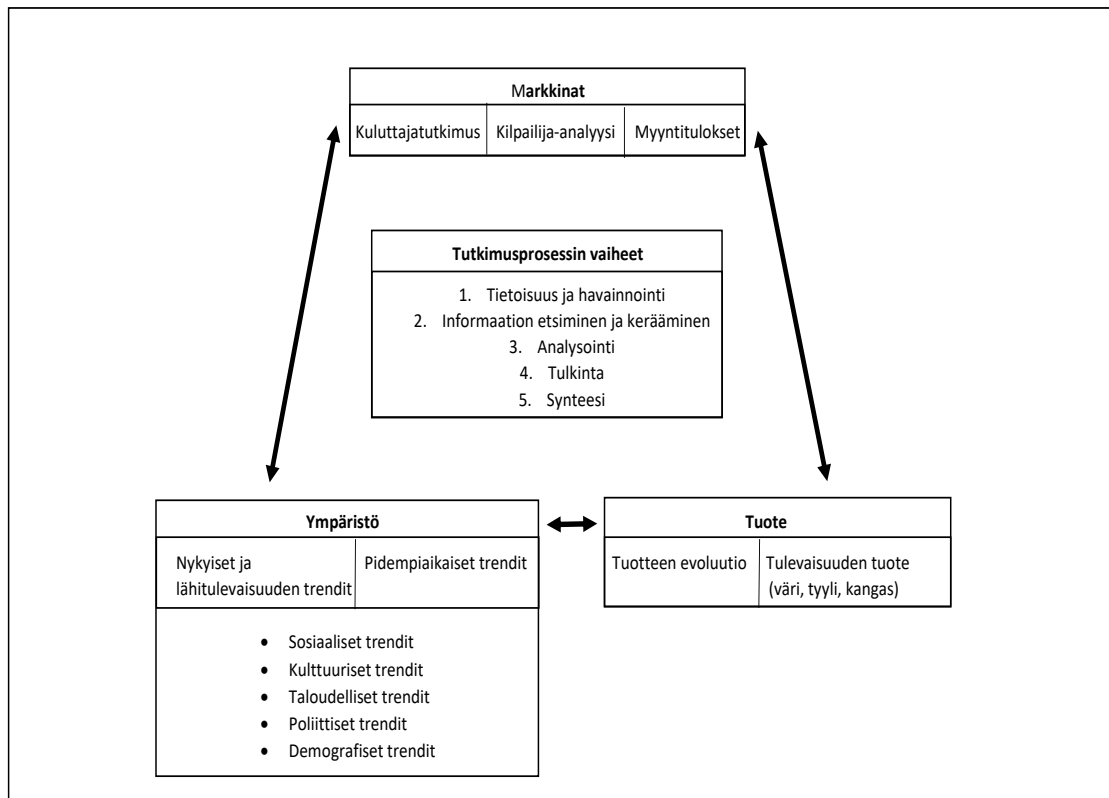 Markkinat
Kuluttajatutkimus Kilpailija-analyysi Myyntitulokset
Tutkimusprosessin vaiheet
1. Tietoisuus ja havainnointi
2. Informaation etsiminen ja kerääminen
3. Analysointi
4. Tulkinta
5. Synteesi
Ympäristö
Nykyiset ja
lähitulevaisuuden trendit
Pidempiaikaiset trendit
• Sosiaaliset trendit
• Kulttuuriset trendit
• Taloudelliset trendit
• Poliittiset trendit
• Demografiset trendit
Tuote
Tuotteen evoluutio
Tulevaisuuden tuote
(väri, tyyli, kangas)